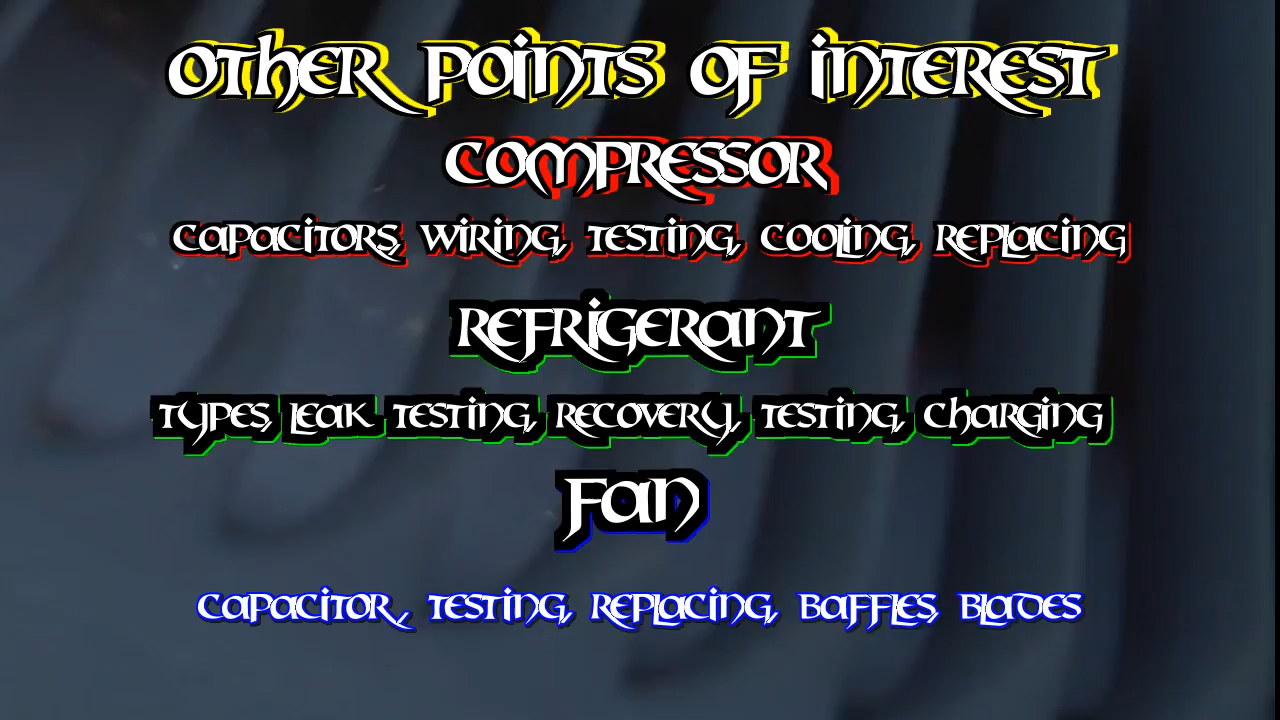 Other Points of Interest
Compressor
Capacitors, Wiring, Testing, Cooling, Replacing
Refrigerant
Types, Leak Testing, Recovery, Testing, Charging
Fan
Capacitor, Testing, Replacing, Baffles, Blades